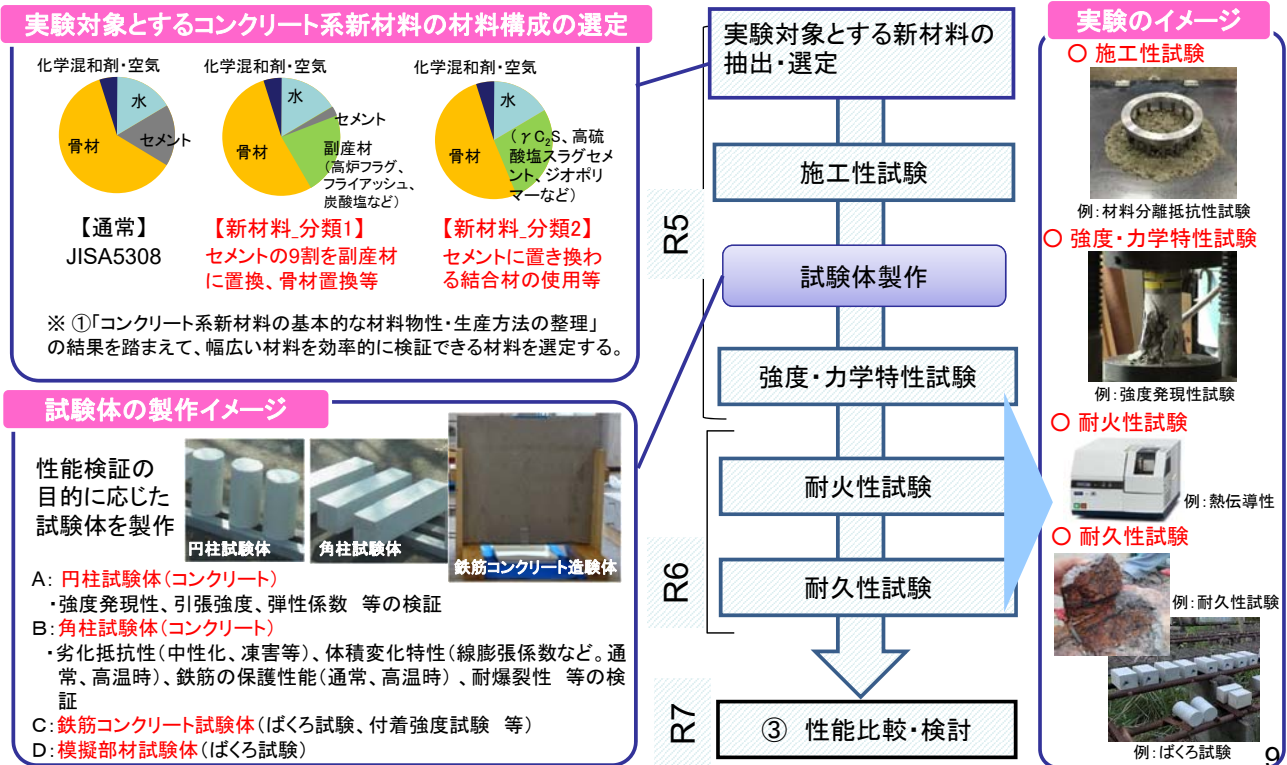 実験対象とするコンクリート系新材料の材料構成の選定
化学混和剤・空気
水
セメント
骨材
【通常】
JISA5308
化学混和剤・空気
水
セメント
骨材
副産材
(高炉フラグ、
フライアッシュ、
炭酸塩など)
【新材料_分類1】
セメントの9割を副産材
に置換、骨材置換等
化学混和剤・空気
水
骨材
(γC₂S、高硫
酸塩スラグセメ
ント、ジオポリ
マーなど)
【新材料_分類2】
セメントに置き換わ
る結合材の使用等
※ ①「コンクリート系新材料の基本的な材料物性・生産方法の整理」
の結果を踏まえて、幅広い材料を効率的に検証できる材料を選定する。
試験体の製作イメージ
性能検証の
目的に応じた
試験体を製作
円柱試験体
角柱試験体
鉄筋コンクリート造験体
A: 円柱試験体(コンクリート)
・強度発現性、引張強度、弾性係数 等の検証
B:角柱試験体(コンクリート)
・劣化抵抗性(中性化、凍害等)、体積変化特性(線膨張係数など。通
常、高温時)、鉄筋の保護性能(通常、高温時)、耐爆裂性 等の検
証
C:鉄筋コンクリート試験体(ばくろ試験、付着強度試験 等)
D:模擬部材試験体(ばくろ試験)
R5
実験対象とする新材料の
抽出・選定
施工性試験
試験体製作
強度・力学特性試験
R6
耐火性試験
耐久性試験
R7
③ 性能比較・検討
実験のイメージ
〇 施工性試験
例:材料分離抵抗性試験
〇 強度・力学特性試験
例:強度発現性試験
〇 耐火性試験
例:熱伝導性
〇 耐久性試験
例:耐久性試験
例:ばくろ試験
9